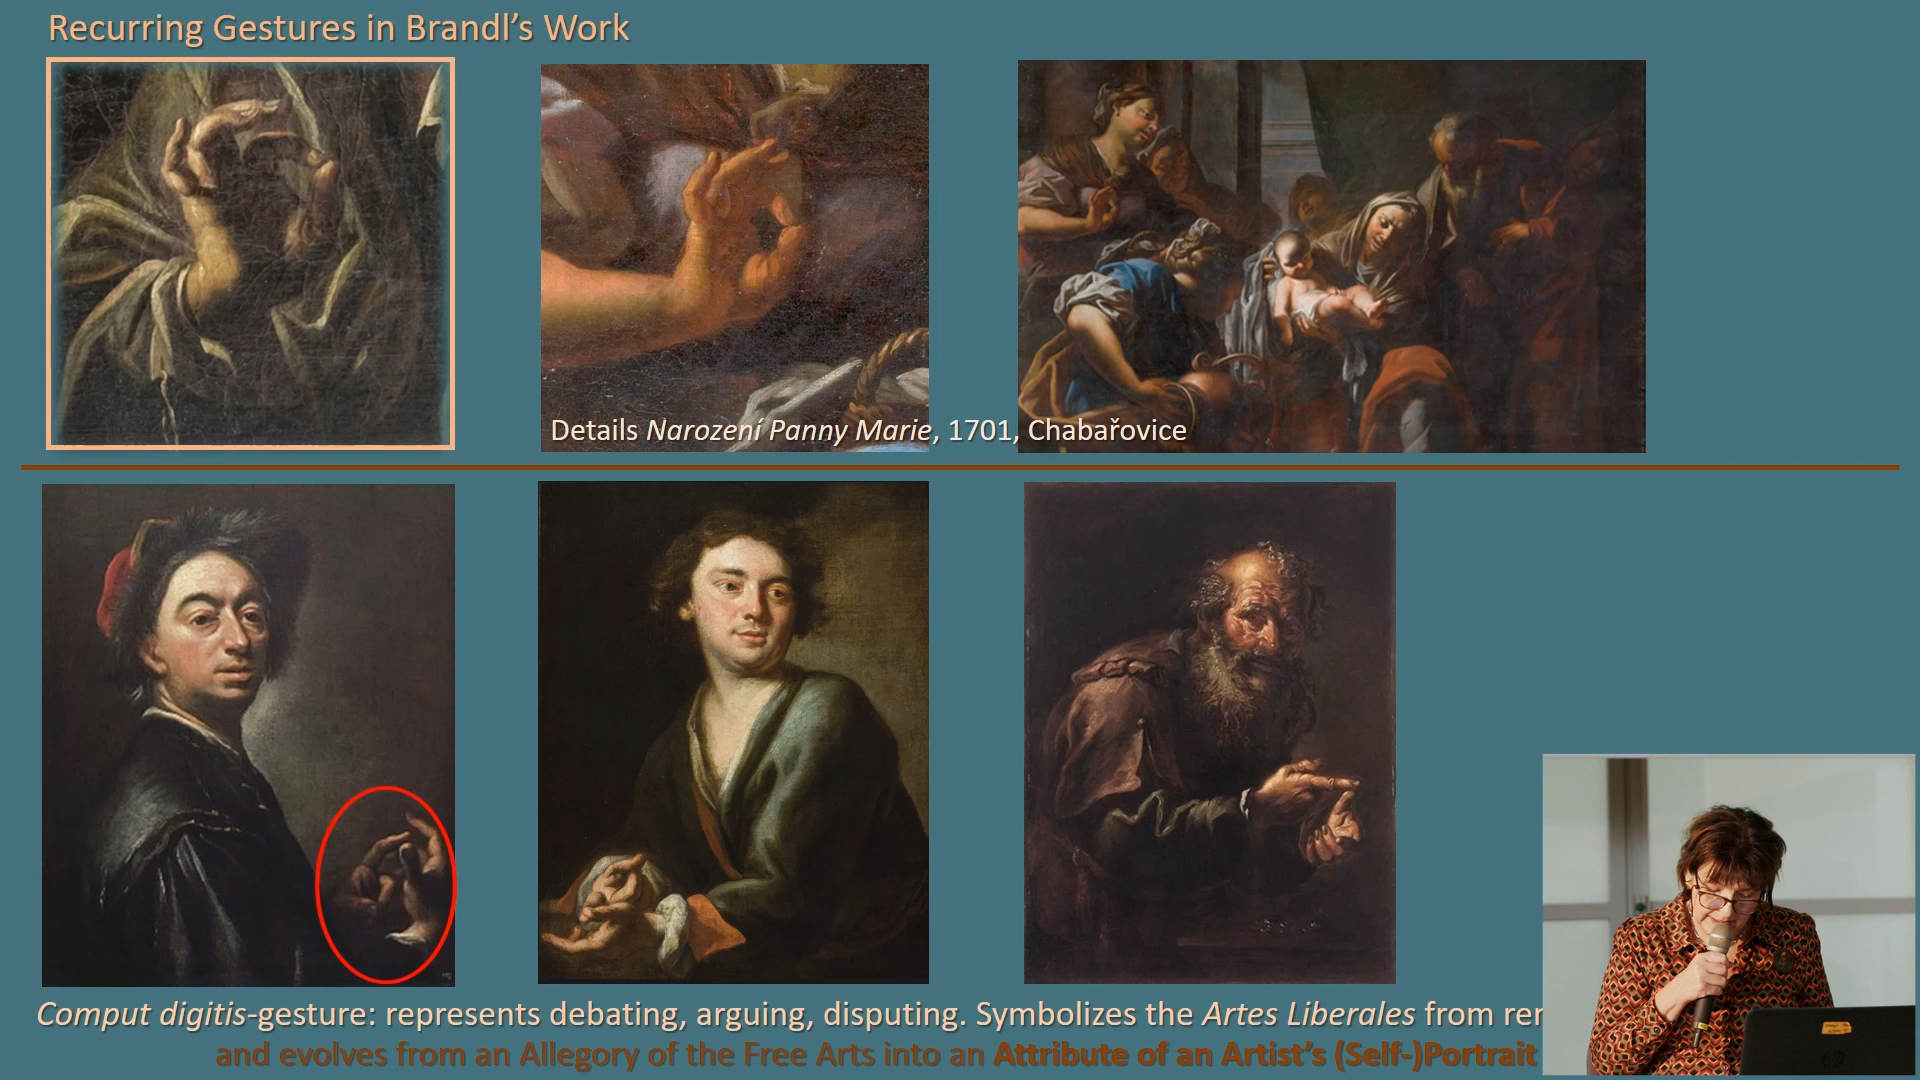 Recurring Gestures in Brandl’s Work
Details Narození Panny Marie, 1701, Chabařovice
Comput digitis-gesture: represents debating, arguing, disputing. Symbolizes the Artes Liberales from
and evolves from an Allegory of the Free Arts into an Attribute of an Artist’s (Self-)Portrait